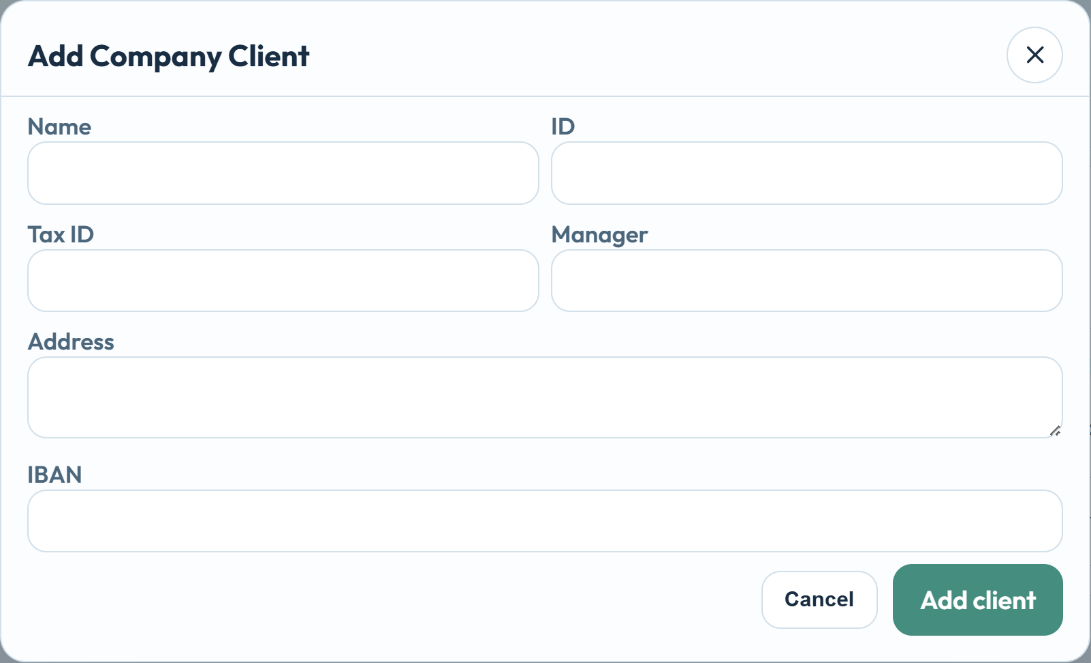 Add Company Client
Name
ID
Tax ID
Manager
Address
IBAN
Cancel
Add client